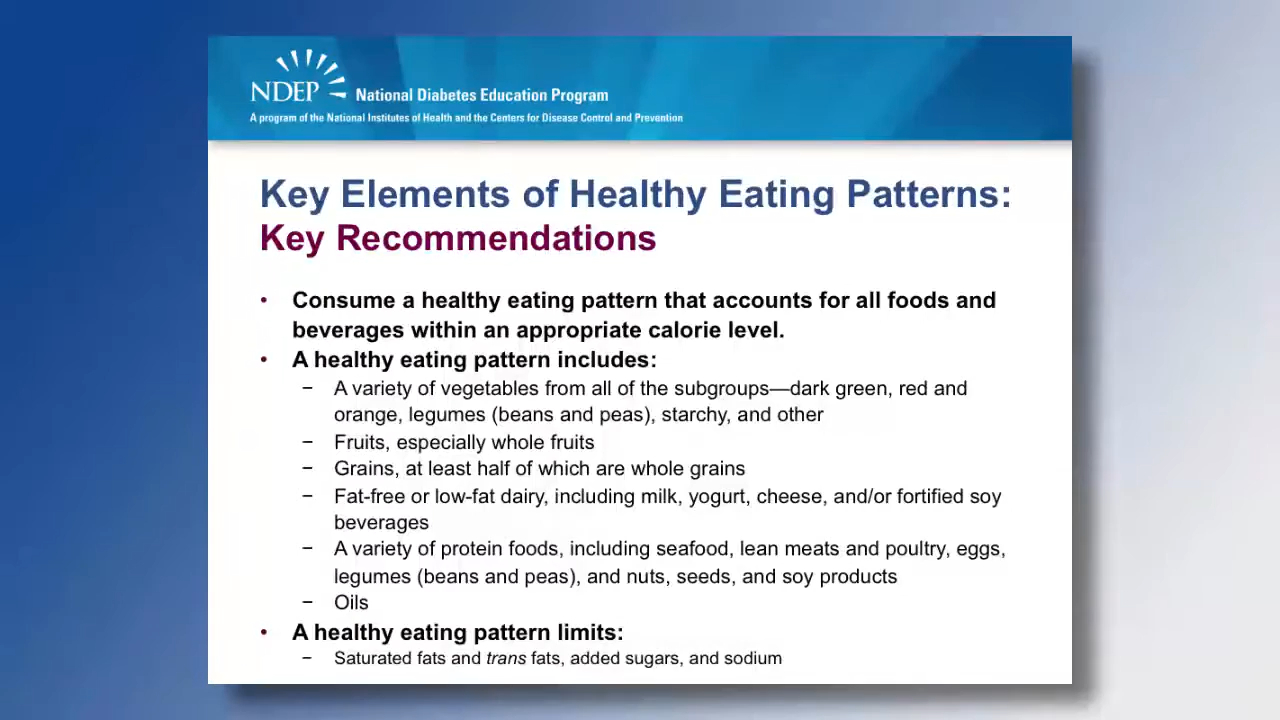 NDEP National Diabetes Education Program
A program of the National Institutes of Health and the Centers for Disease Control and Prevention
Key Elements of Healthy Eating Patterns:
Key Recommendations
• Consume a healthy eating pattern that accounts for all foods and
beverages within an appropriate calorie level.
• A healthy eating pattern includes:
− A variety of vegetables from all of the subgroups—dark green, red and
orange, legumes (beans and peas), starchy, and other
− Fruits, especially whole fruits
− Grains, at least half of which are whole grains
− Fat-free or low-fat dairy, including milk, yogurt, cheese, and/or fortified soy
beverages
− A variety of protein foods, including seafood, lean meats and poultry, eggs,
legumes (beans and peas), and nuts, seeds, and soy products
− Oils
• A healthy eating pattern limits:
− Saturated fats and trans fats, added sugars, and sodium